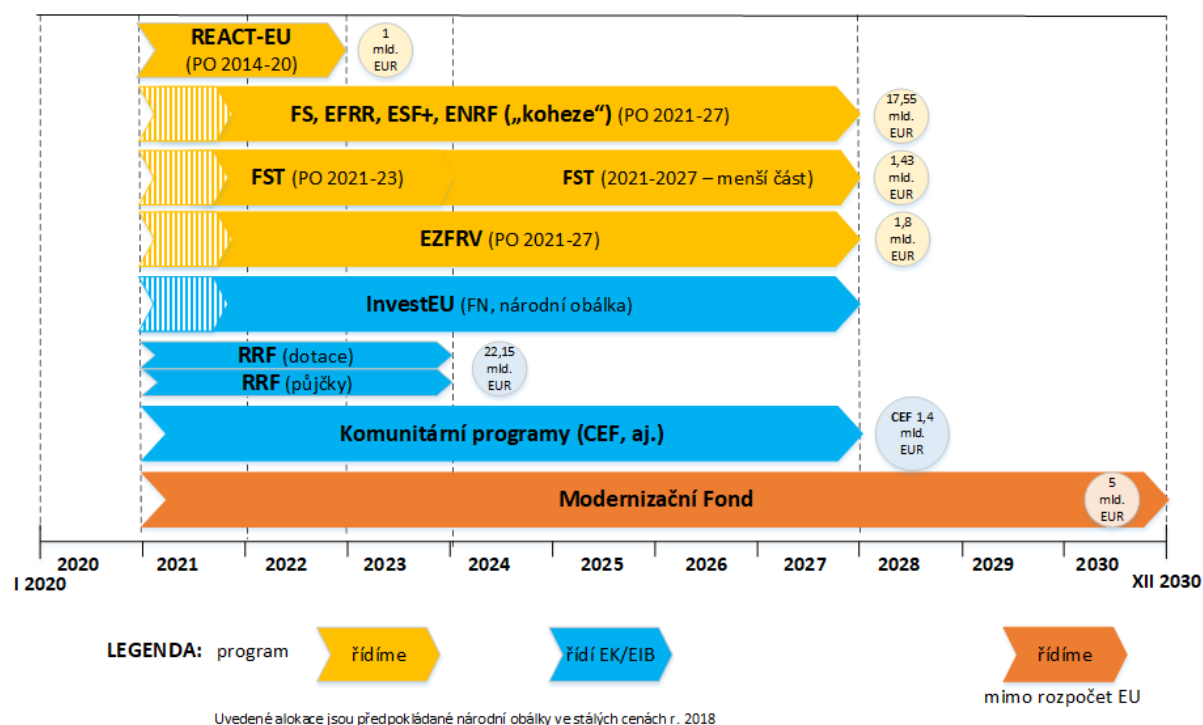 REACT-EU
(PO 2014-20)
1
mld.
EUR
FS, EFRR, ESF+, ENRF („koheze“) (PO 2021-27)
17,55
mld.
EUR
FST (PO 2021-23)
FST (2021-2027 – menší část)
1,43
mld.
EUR
EZFRV (PO 2021-27)
1,8
mld.
EUR
InvestEU (FN, národní obálka)
RRF (dotace)
RRF (půjčky)
22,15
mld.
EUR
Komunitární programy (CEF, aj.)
CEF 1,4
mld.
EUR
Modernizační Fond
5
mld.
EUR
2020 2021 2022 2023 2024 2025 2026 2027 2028 2029 2030
I 2020
XII 2030
LEGENDA: program
řídíme
řídí EK/EIB
řídíme
mimo rozpočet EU
Uvedené alokace jsou předpokládané národní obálky ve stálých cenách r. 2018